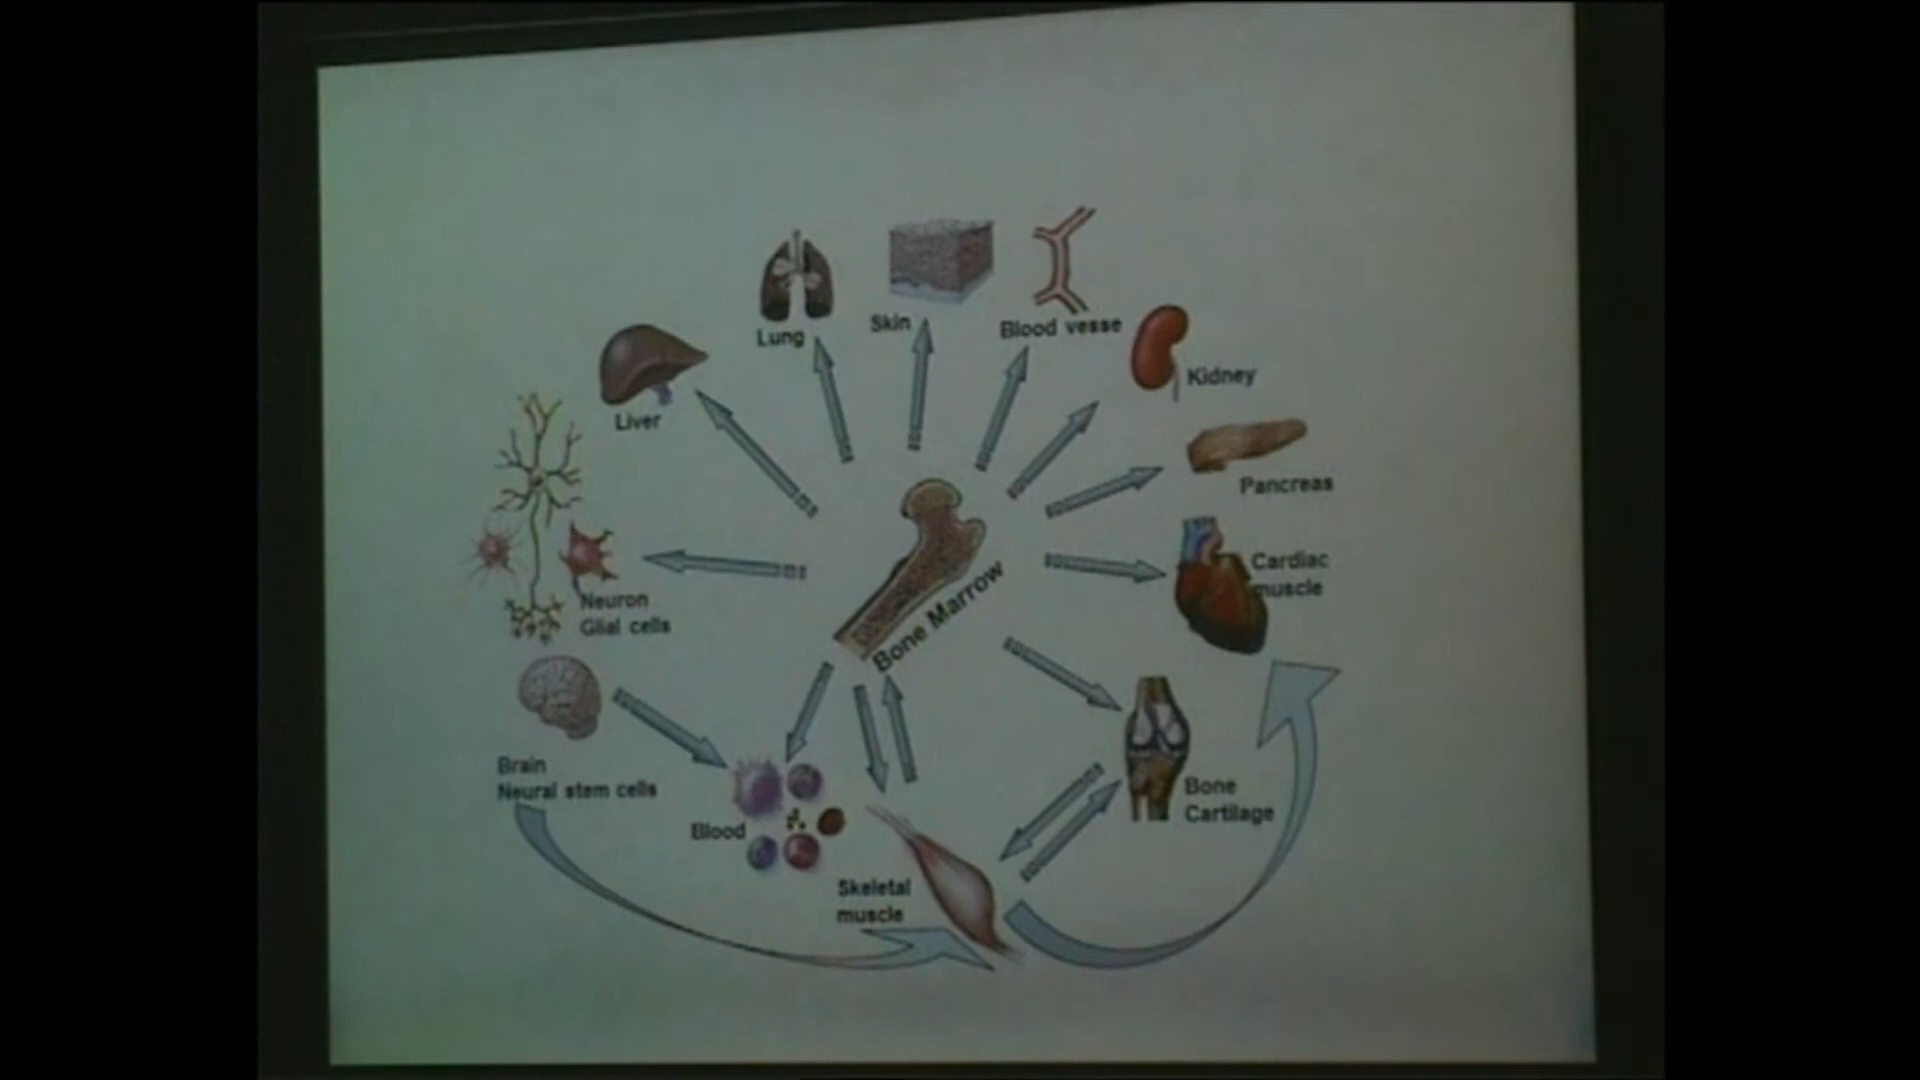 Lung
Skin
Blood vesse
Kidney
Liver
Pancreas
Cardiac
muscle
Neuron
Glial cells
Bone Marrow
Brain
Neural stem cells
Blood
Bone
Cartilage
Skeletal
muscle